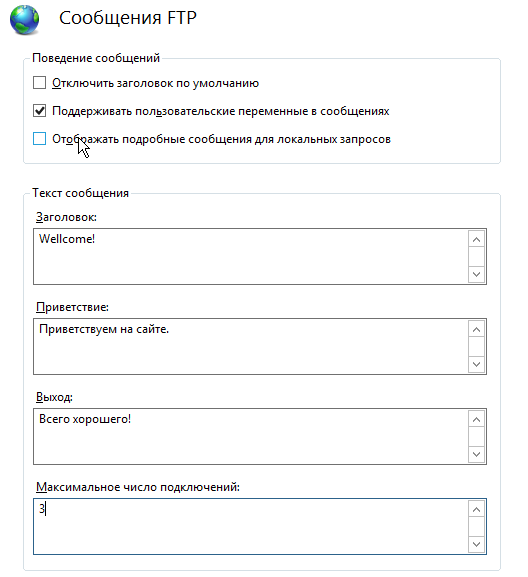 Сообщения FTP
Поведение сообщений
Отключить заголовок по умолчанию
Поддерживать пользовательские переменные в сообщениях
Отображать подробные сообщения для локальных запросов
Текст сообщения
Заголовок:
Wellcome!
Приветствие:
Приветствуем на сайте.
Выход:
Всего хорошего!
Максимальное число подключений:
3